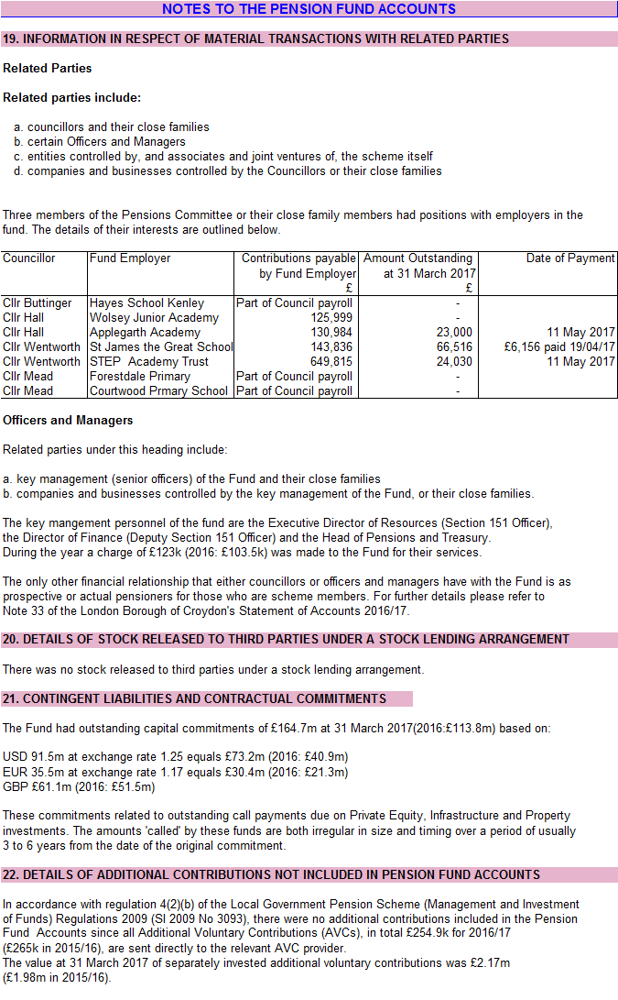 NOTES TO THE PENSION FUND ACCOUNTS
19. INFORMATION IN RESPECT OF MATERIAL TRANSACTIONS WITH RELATED PARTIES
Related Parties
Related parties include:
a. councillors and their close families
b. certain Officers and Managers
c. entities controlled by, and associates and joint ventures of, the scheme itself
d. companies and businesses controlled by the Councillors or their close families
Three members of the Pensions Committee or their close family members had positions with employers in the
fund. The details of their interests are outlined below.
Councillor Fund Employer Contributions payable Amount Outstanding Date of Payment
by Fund Employer at 31 March 2017
£ £
Cllr Buttinger Hayes School Kenley Part of Council payroll -
Cllr Hall Wolsey Junior Academy 125,999 -
Cllr Hall Applegarth Academy 130,984 23,000 11 May 2017
Cllr Wentworth St James the Great School 143,836 66,516 £6,156 paid 19/04/17
Cllr Wentworth STEP Academy Trust 649,815 24,030 11 May 2017
Cllr Mead Forestdale Primary Part of Council payroll -
Cllr Mead Courtwood Prmary School Part of Council payroll -
Officers and Managers
Related parties under this heading include:
a. key management (senior officers) of the Fund and their close families
b. companies and businesses controlled by the key management of the Fund, or their close families.
The key mangement personnel of the fund are the Executive Director of Resources (Section 151 Officer),
the Director of Finance (Deputy Section 151 Officer) and the Head of Pensions and Treasury.
During the year a charge of £123k (2016: £103.5k) was made to the Fund for their services.
The only other financial relationship that either councillors or officers and managers have with the Fund is as
prospective or actual pensioners for those who are scheme members. For further details please refer to
Note 33 of the London Borough of Croydon's Statement of Accounts 2016/17.
20. DETAILS OF STOCK RELEASED TO THIRD PARTIES UNDER A STOCK LENDING ARRANGEMENT
There was no stock released to third parties under a stock lending arrangement.
21. CONTINGENT LIABILITIES AND CONTRACTUAL COMMITMENTS
The Fund had outstanding capital commitments of £164.7m at 31 March 2017(2016:£113.8m) based on:
USD 91.5m at exchange rate 1.25 equals £73.2m (2016: £40.9m)
EUR 35.5m at exchange rate 1.17 equals £30.4m (2016: £21.3m)
GBP £61.1m (2016: £51.5m)
These commitments related to outstanding call payments due on Private Equity, Infrastructure and Property
investments. The amounts 'called' by these funds are both irregular in size and timing over a period of usually
3 to 6 years from the date of the original commitment.
22. DETAILS OF ADDITIONAL CONTRIBUTIONS NOT INCLUDED IN PENSION FUND ACCOUNTS
In accordance with regulation 4(2)(b) of the Local Government Pension Scheme (Management and Investment
of Funds) Regulations 2009 (SI 2009 No 3093), there were no additional contributions included in the Pension
Fund Accounts since all Additional Voluntary Contributions (AVCs), in total £254.9k for 2016/17
(£265k in 2015/16), are sent directly to the relevant AVC provider.
The value at 31 March 2017 of separately invested additional voluntary contributions was £2.17m
(£1.98m in 2015/16).